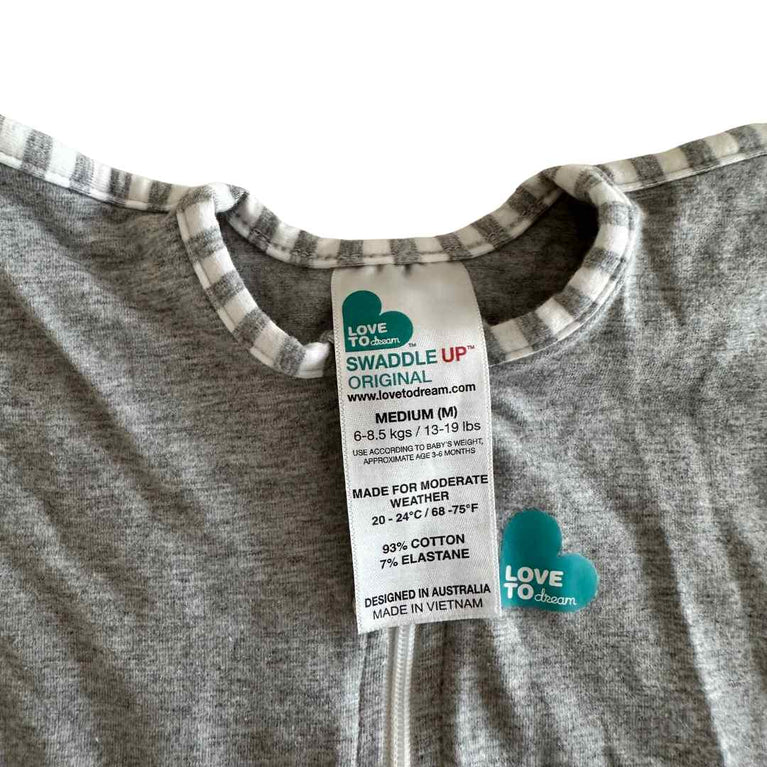 LOVE
TO dream™
SWADDLE UP™
ORIGINAL
www.lovetodream.com
MEDIUM (M)
6-8.5 kgs / 13-19 lbs
USE ACCORDING TO BABY'S WEIGHT,
APPROXIMATE AGE 3-6 MONTHS
MADE FOR MODERATE
WEATHER
20 - 24°C / 68 -75°F
93% COTTON
7% ELASTANE
DESIGNED IN AUSTRALIA
MADE IN VIETNAM
LOVE
TO dream